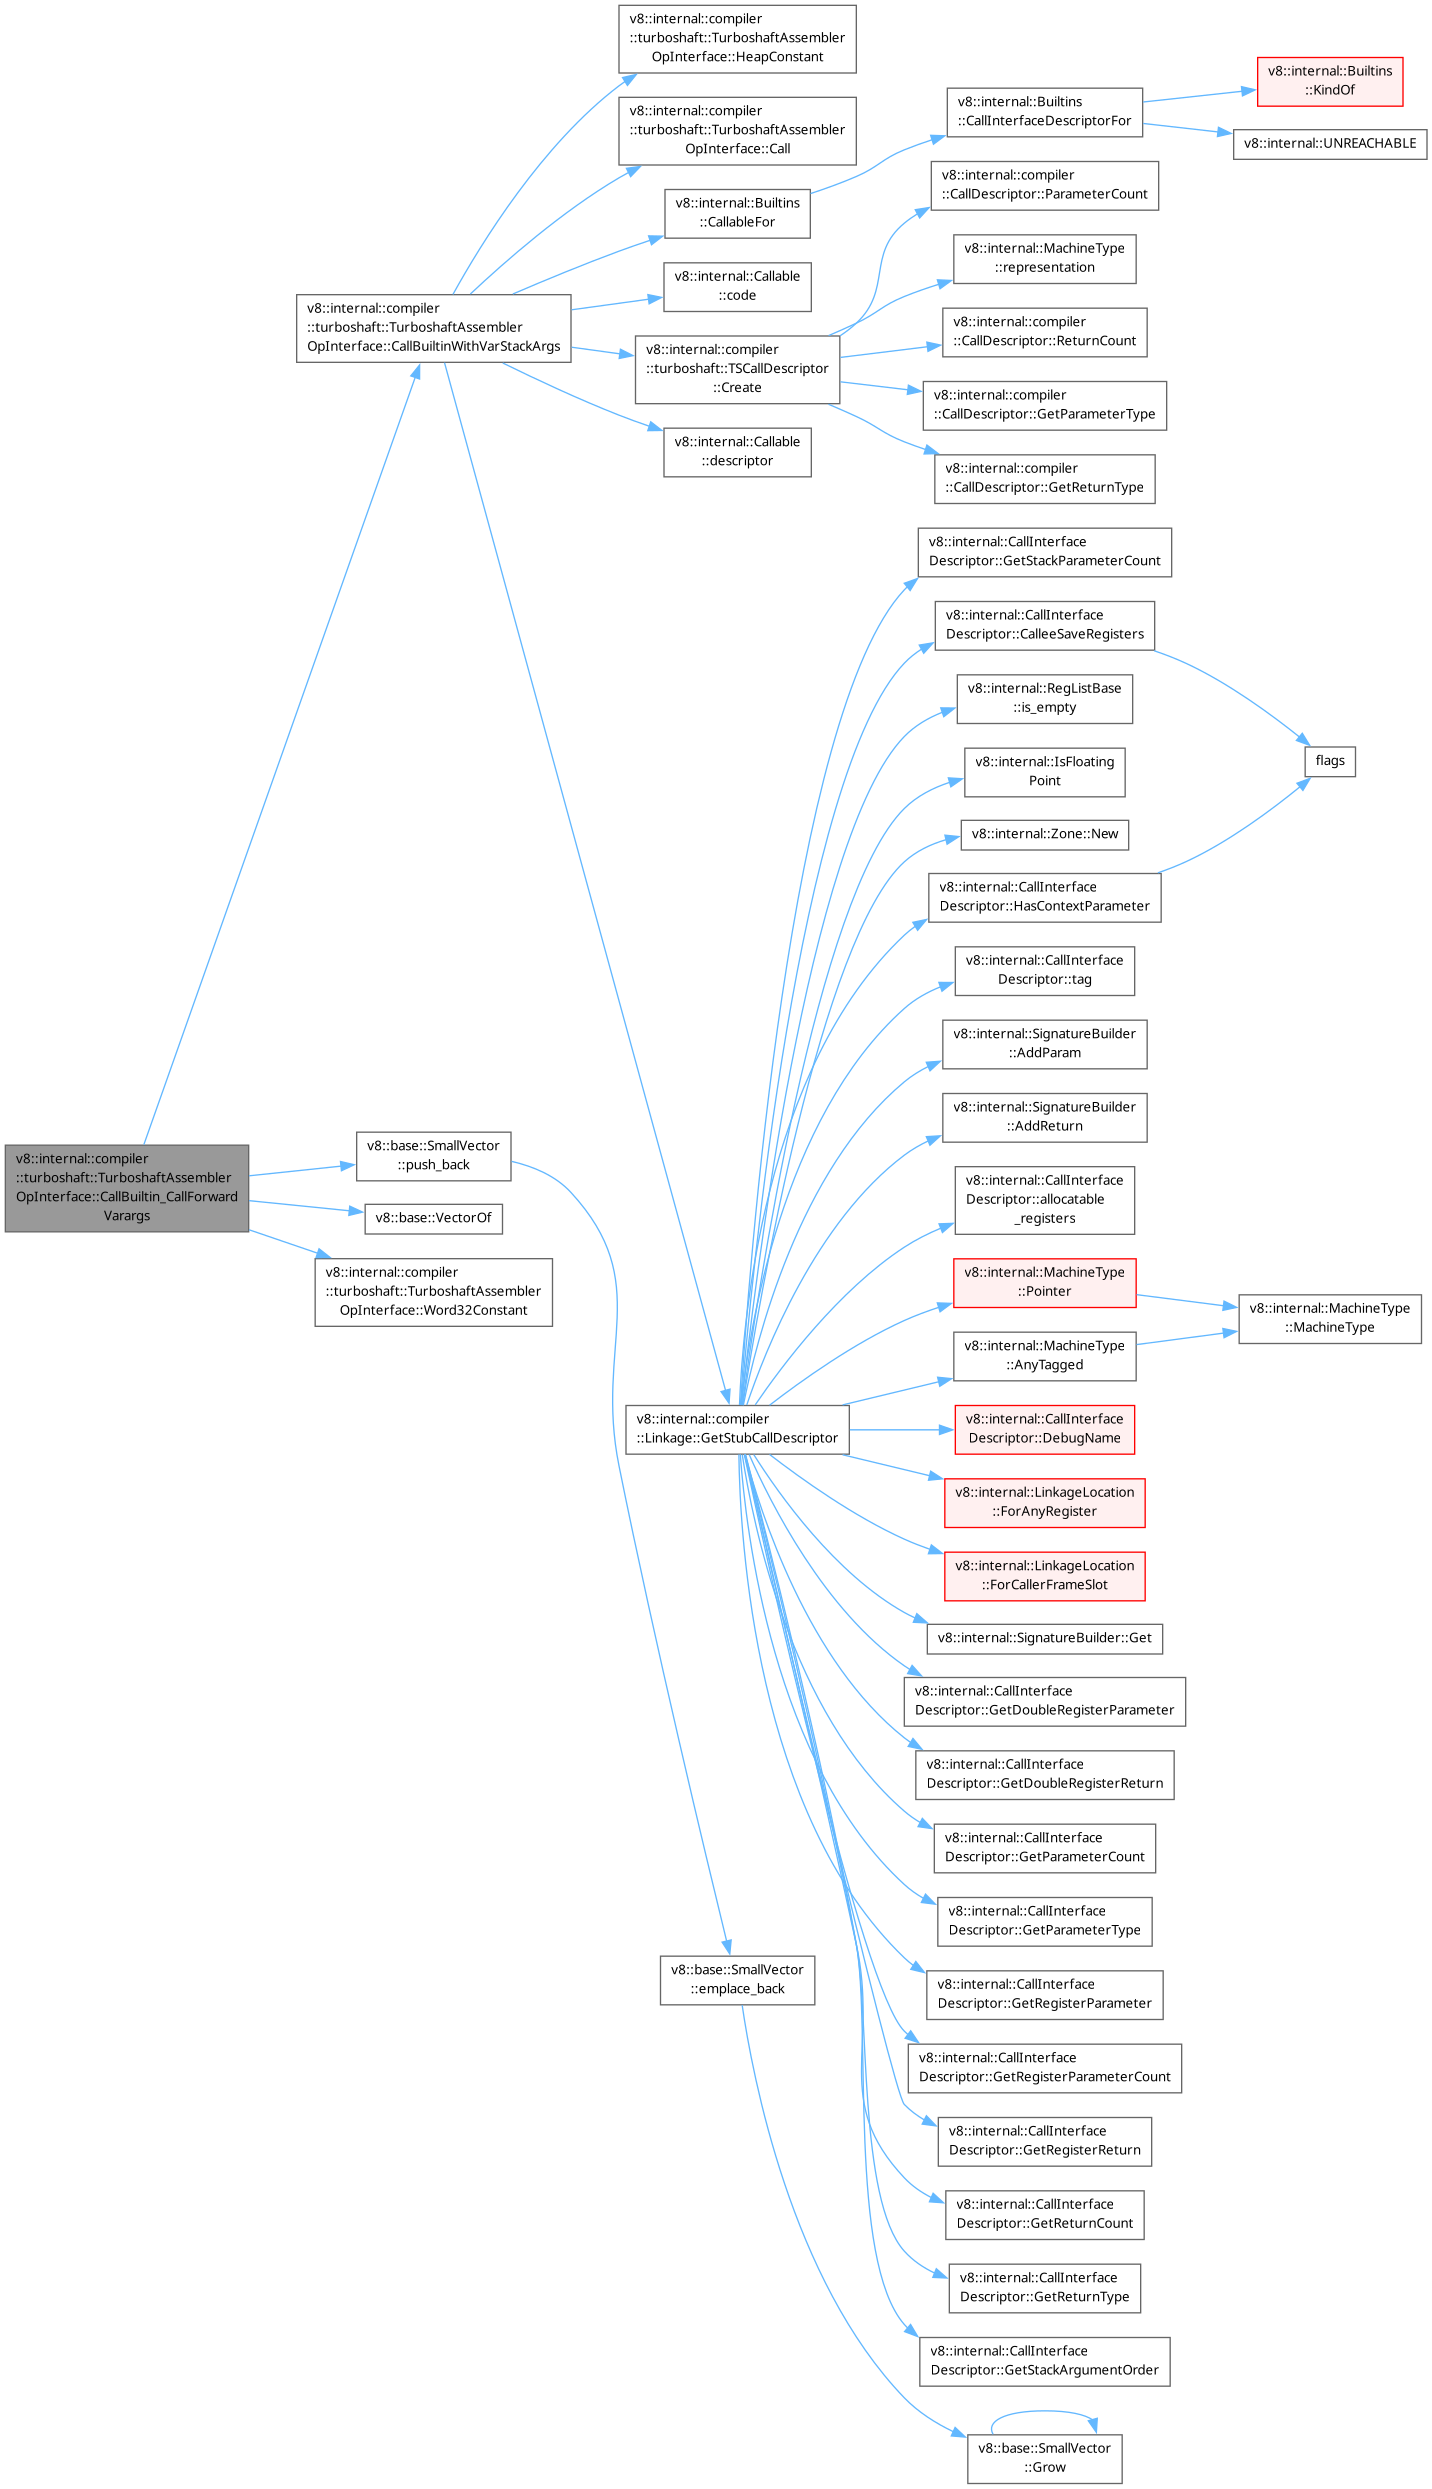 v8::internal::compiler
::turboshaft::TurboshaftAssembler
OpInterface::CallBuiltin_CallForward
Varargs
v8::internal::compiler
::turboshaft::TurboshaftAssembler
OpInterface::CallBuiltinWithVarStackArgs
v8::base::SmallVector
::push_back
v8::base::VectorOf
v8::internal::compiler
::turboshaft::TurboshaftAssembler
OpInterface::Word32Constant
v8::internal::compiler
::turboshaft::TurboshaftAssembler
OpInterface::HeapConstant
v8::internal::compiler
::turboshaft::TurboshaftAssembler
OpInterface::Call
v8::internal::Builtins
::CallableFor
v8::internal::Callable
::code
v8::internal::compiler
::turboshaft::TSCallDescriptor
::Create
v8::internal::Callable
::descriptor
v8::internal::compiler
::Linkage::GetStubCallDescriptor
v8::base::SmallVector
::emplace_back
v8::internal::Builtins
::CallInterfaceDescriptorFor
v8::internal::compiler
::CallDescriptor::ParameterCount
v8::internal::MachineType
::representation
v8::internal::compiler
::CallDescriptor::ReturnCount
v8::internal::compiler
::CallDescriptor::GetParameterType
v8::internal::compiler
::CallDescriptor::GetReturnType
v8::internal::CallInterface
Descriptor::GetStackParameterCount
v8::internal::CallInterface
Descriptor::CalleeSaveRegisters
v8::internal::RegListBase
::is_empty
v8::internal::IsFloating
Point
v8::internal::Zone::New
v8::internal::CallInterface
Descriptor::HasContextParameter
v8::internal::CallInterface
Descriptor::tag
v8::internal::SignatureBuilder
::AddParam
v8::internal::SignatureBuilder
::AddReturn
v8::internal::CallInterface
Descriptor::allocatable
_registers
v8::internal::MachineType
::Pointer
v8::internal::MachineType
::AnyTagged
v8::internal::CallInterface
Descriptor::DebugName
v8::internal::LinkageLocation
::ForAnyRegister
v8::internal::LinkageLocation
::ForCallerFrameSlot
v8::internal::SignatureBuilder::Get
v8::internal::CallInterface
Descriptor::GetDoubleRegisterParameter
v8::internal::CallInterface
Descriptor::GetDoubleRegisterReturn
v8::internal::CallInterface
Descriptor::GetParameterCount
v8::internal::CallInterface
Descriptor::GetParameterType
v8::internal::CallInterface
Descriptor::GetRegisterParameter
v8::internal::CallInterface
Descriptor::GetRegisterParameterCount
v8::internal::CallInterface
Descriptor::GetRegisterReturn
v8::internal::CallInterface
Descriptor::GetReturnCount
v8::internal::CallInterface
Descriptor::GetReturnType
v8::internal::CallInterface
Descriptor::GetStackArgumentOrder
v8::base::SmallVector
::Grow
v8::internal::Builtins
::KindOf
v8::internal::UNREACHABLE
flags
v8::internal::MachineType
::MachineType